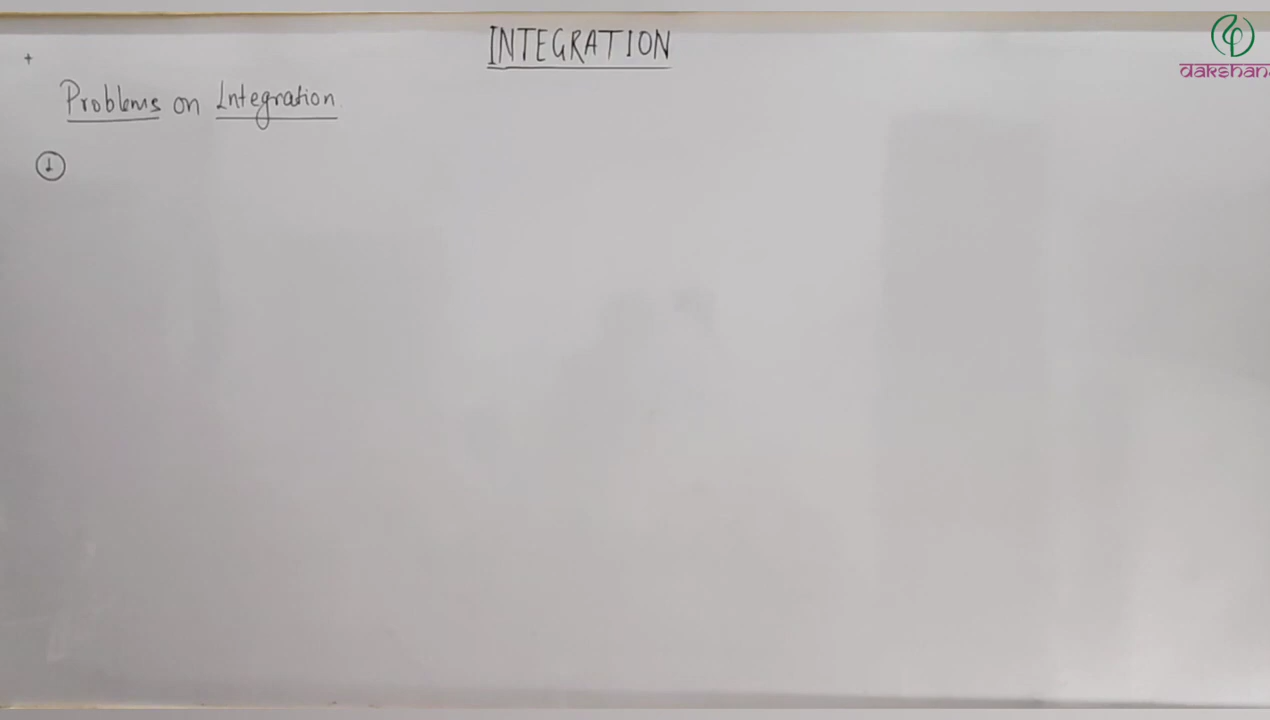 INTEGRATION
dakshana
+
Problems on Integration
①